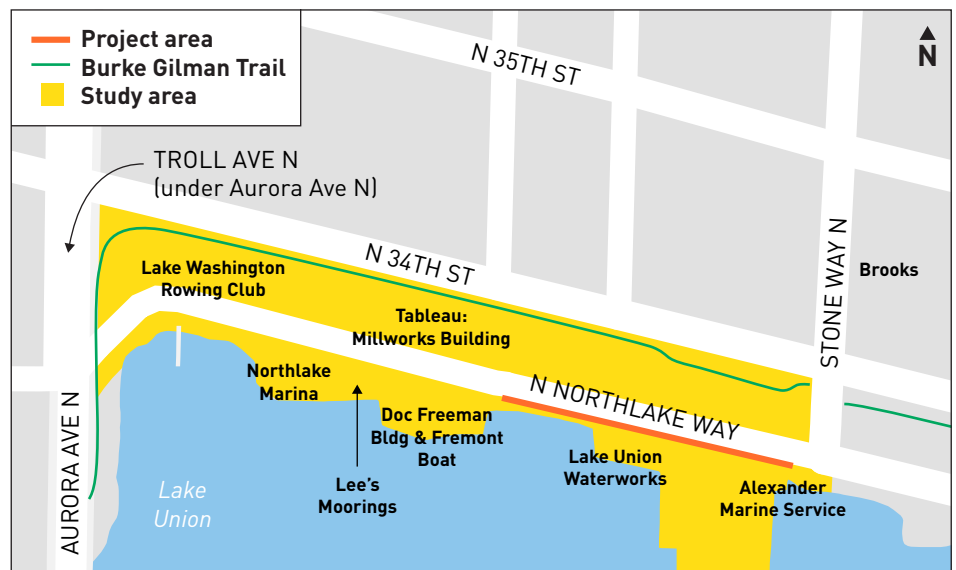 Project area
Burke Gilman Trail
Study area
N
N 35TH ST
TROLL AVE N
(under Aurora Ave N)
N 34TH ST
Lake Washington
Rowing Club
Brooks
STONE WAY N
Tableau:
Millworks Building
Northlake
Marina
N NORTHLAKE WAY
Doc Freeman
Bldg & Fremont
Boat
Lee's
Moorings
Lake Union
Waterworks
Alexander
Marine Service
AURORA AVE N
Lake
Union